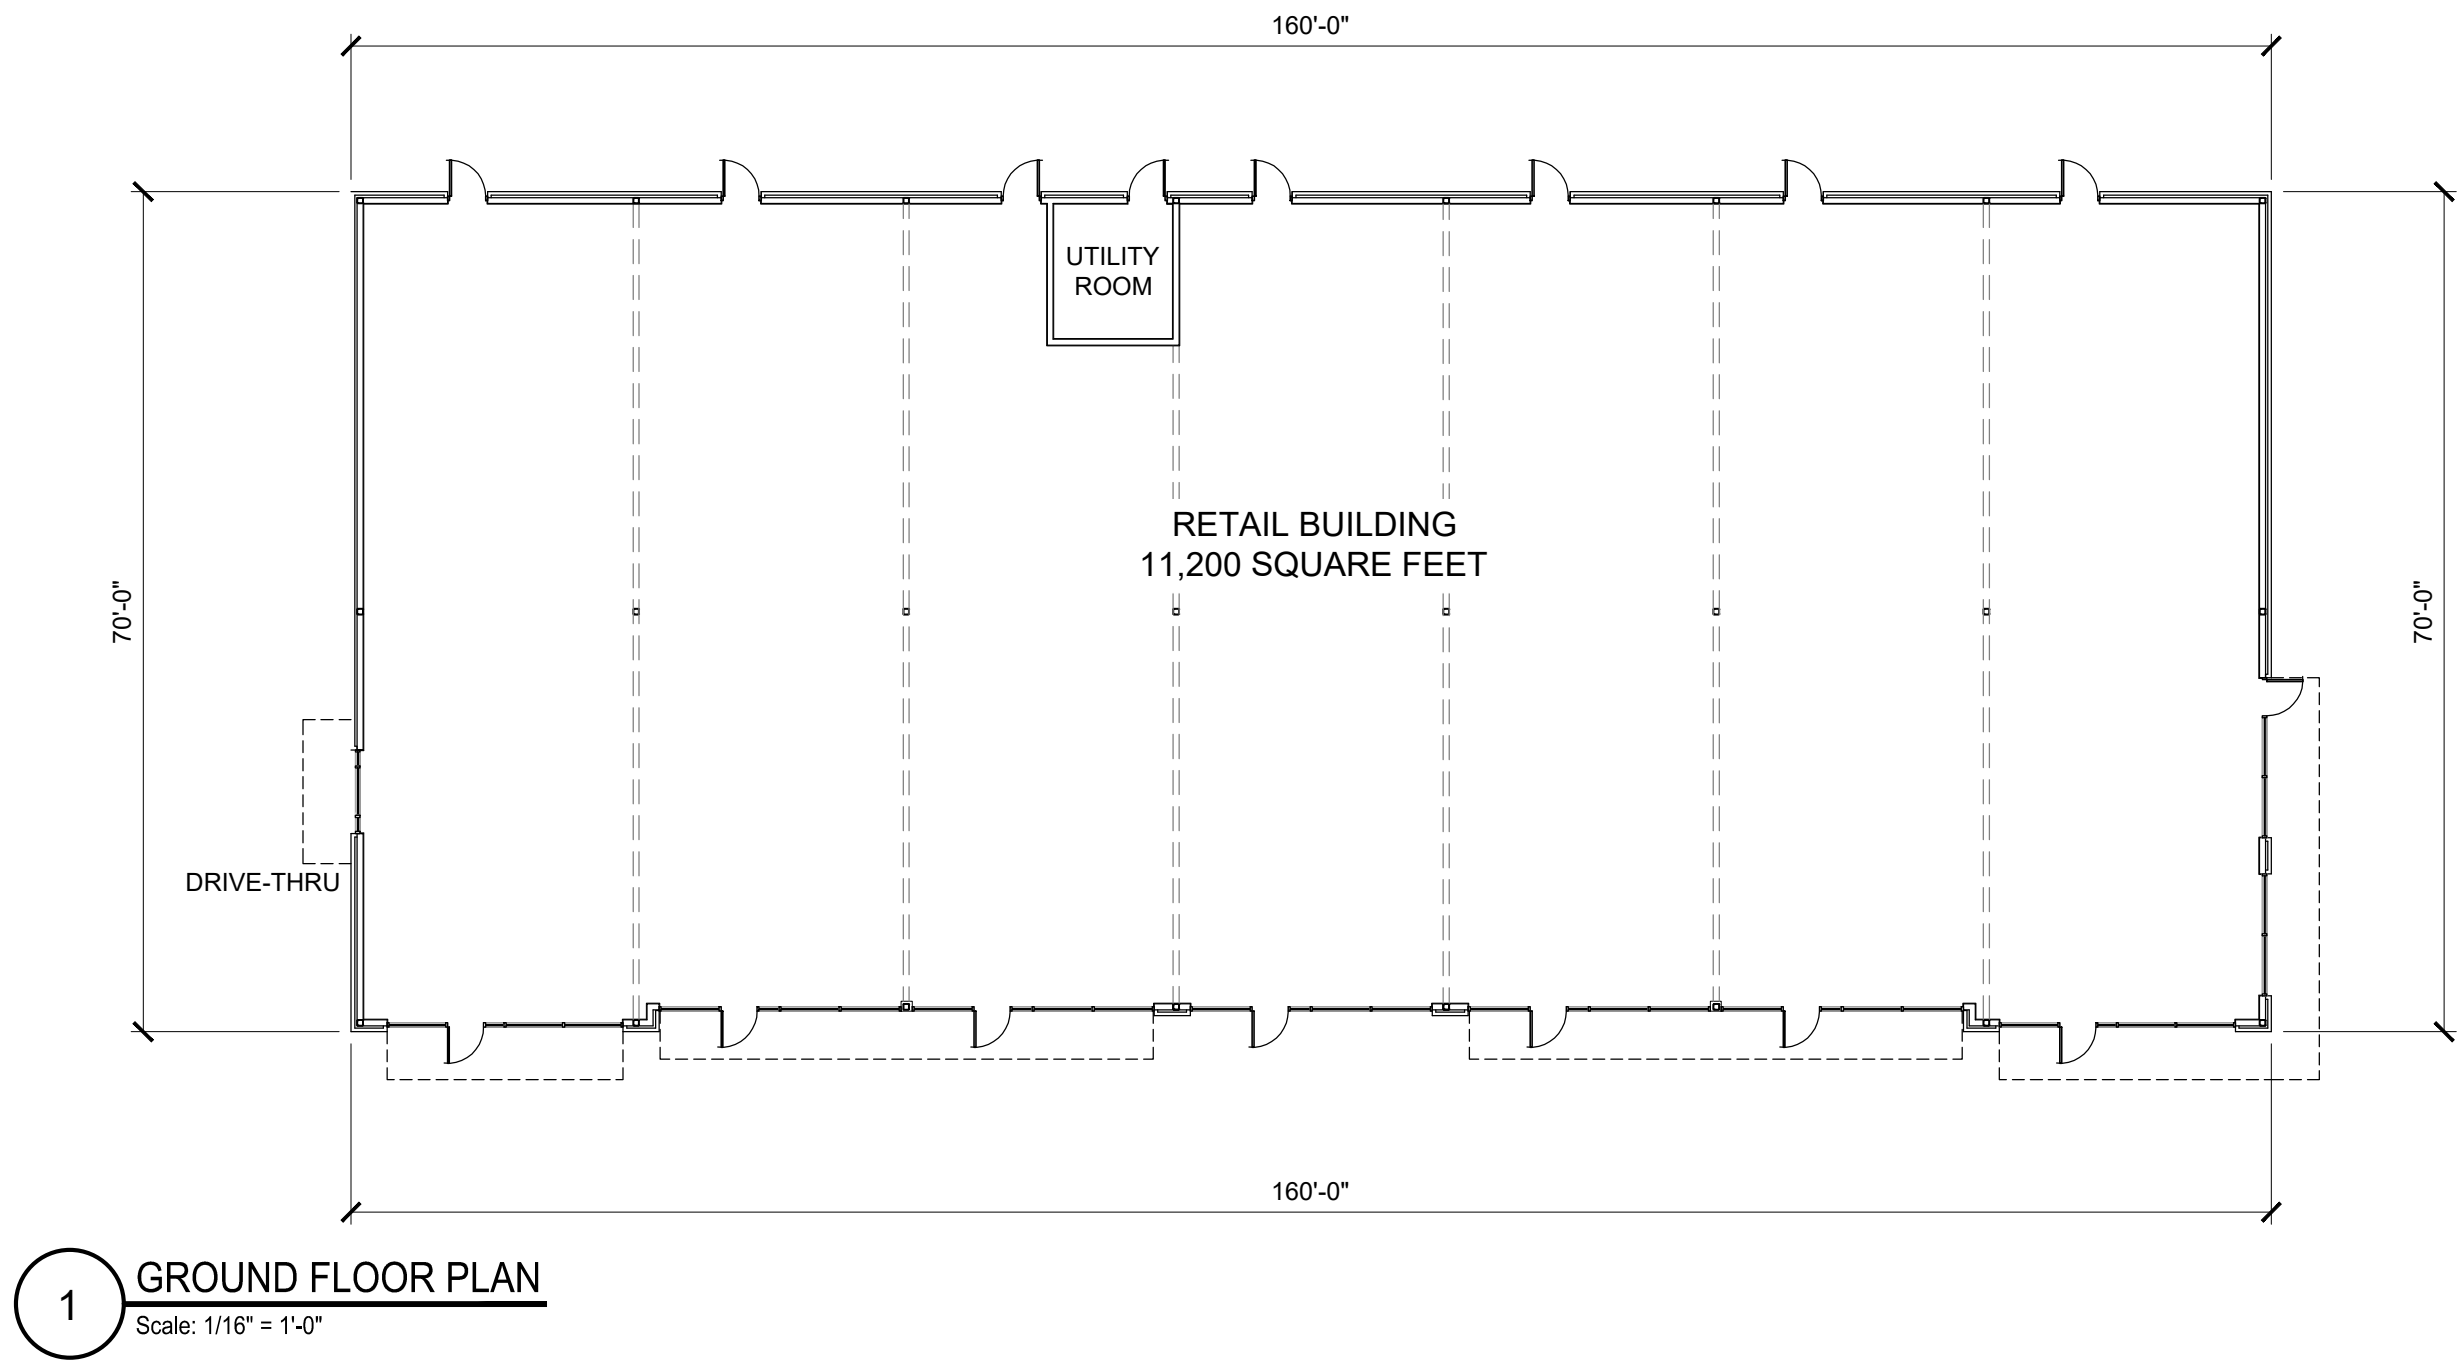 160'-0"
UTILITY
ROOM
RETAIL BUILDING
11,200 SQUARE FEET
70'-0"
70'-0"
DRIVE-THRU
160'-0"
1
GROUND FLOOR PLAN
Scale: 1/16" = 1'-0"